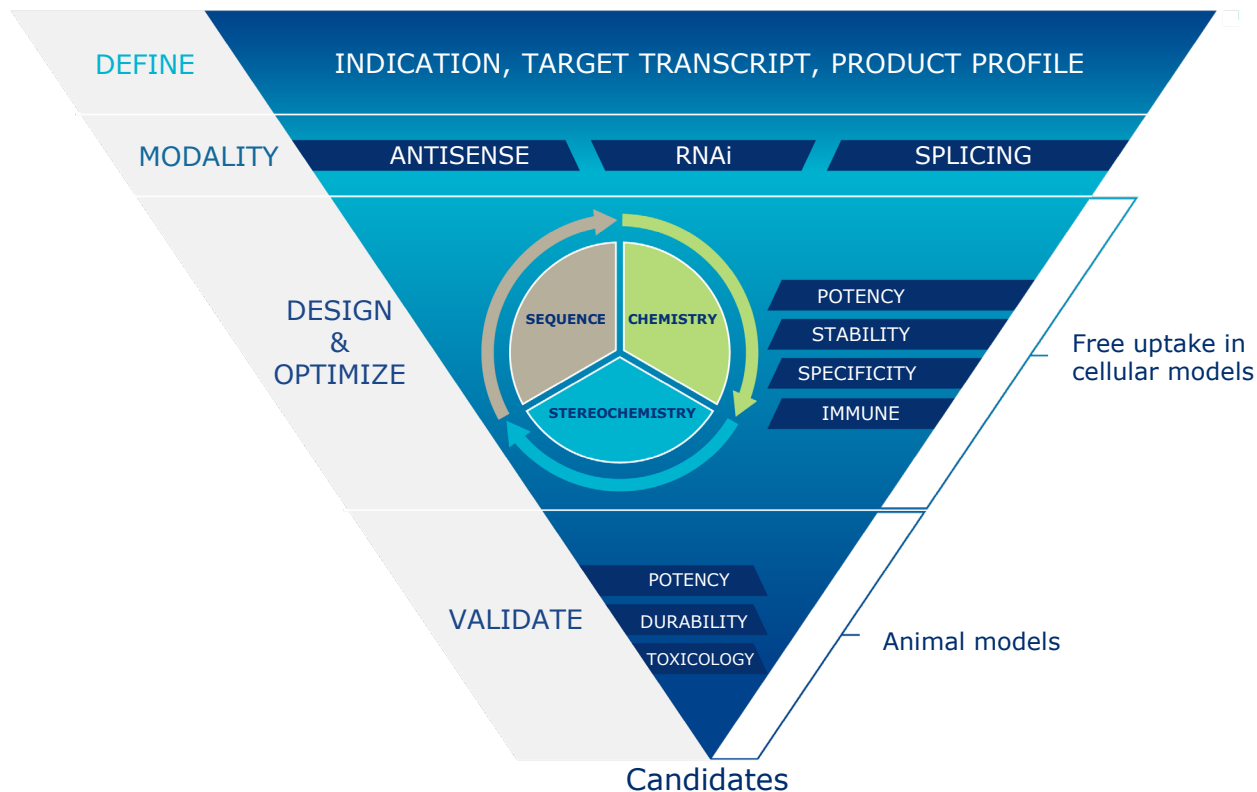 DEFINE
INDICATION, TARGET TRANSCRIPT, PRODUCT PROFILE
MODALITY
ANTISENSE
RNAi
SPLICING
DESIGN
&
OPTIMIZE
SEQUENCE
CHEMISTRY
STEREOCHEMISTRY
POTENCY
STABILITY
SPECIFICITY
IMMUNE
Free uptake in
cellular models
VALIDATE
POTENCY
DURABILITY
TOXICOLOGY
Animal models
Candidates